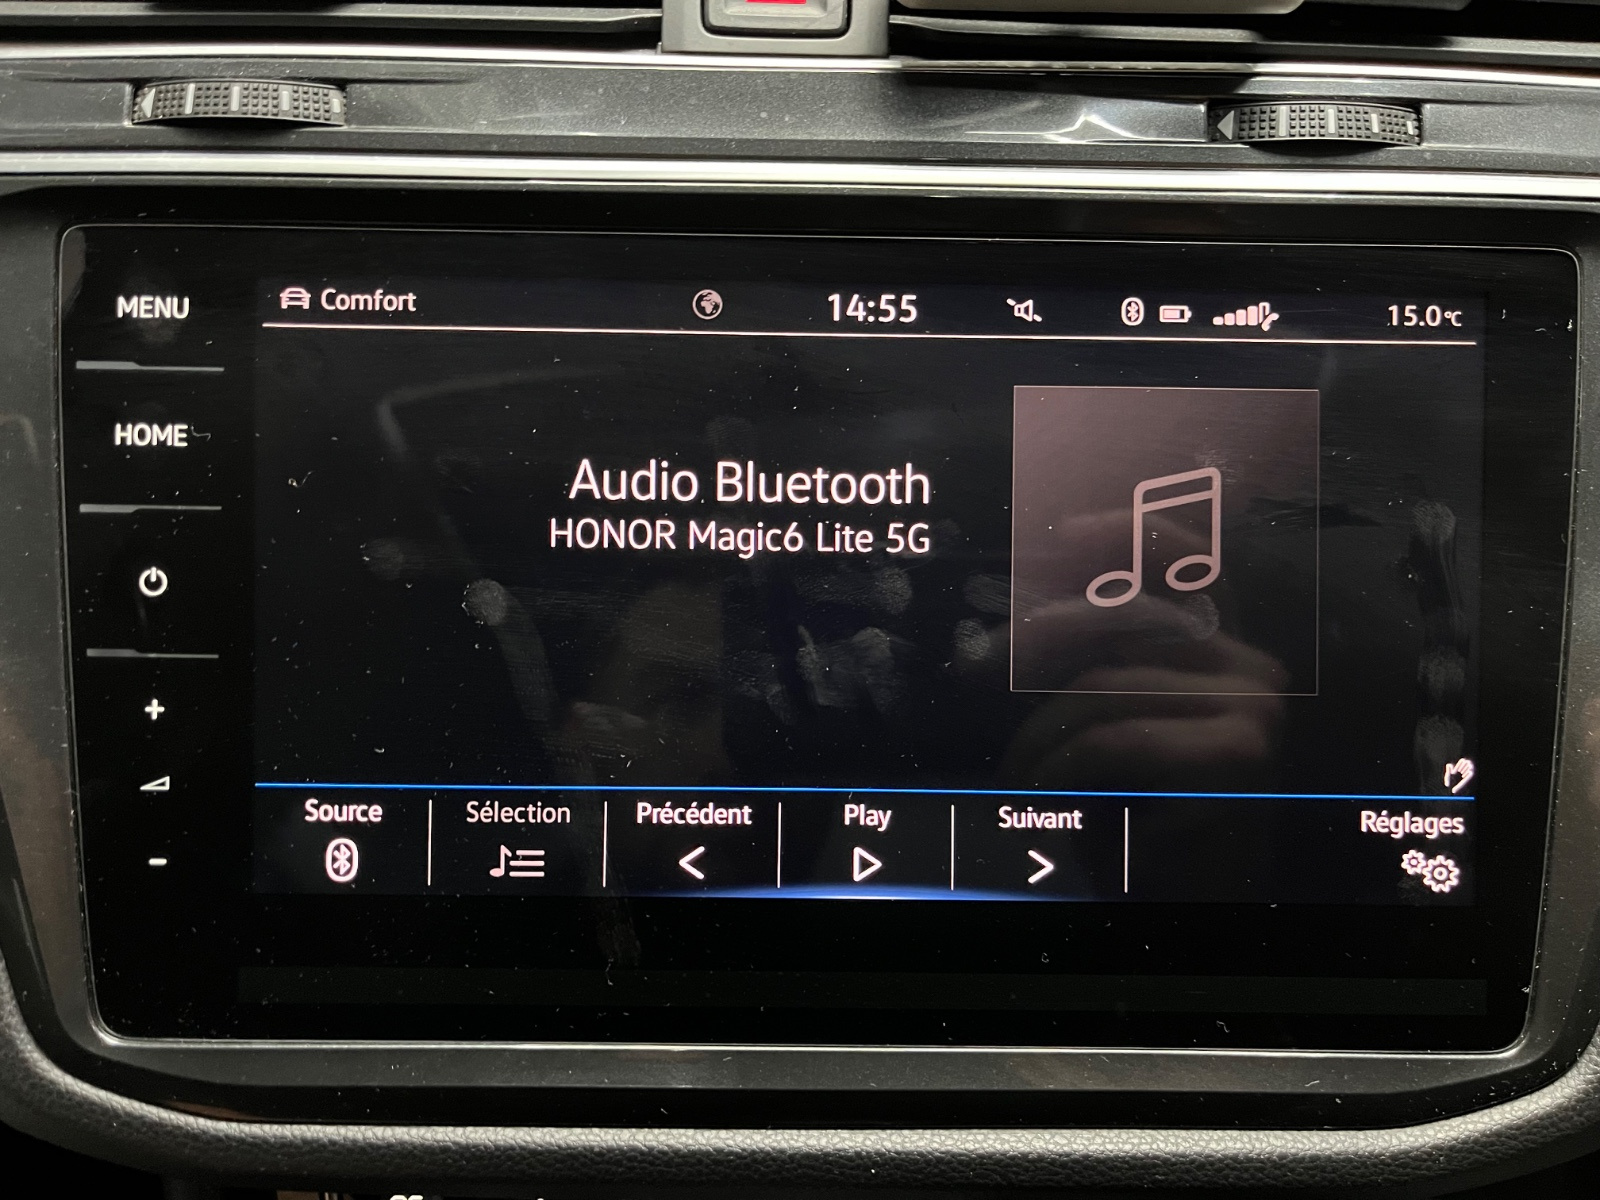 MENU
HOME
Comfort
14:55
15.0°C
Audio Bluetooth
HONOR Magic6 Lite 5G
Source
Sélection
Précédent
Play
Suivant
Réglages